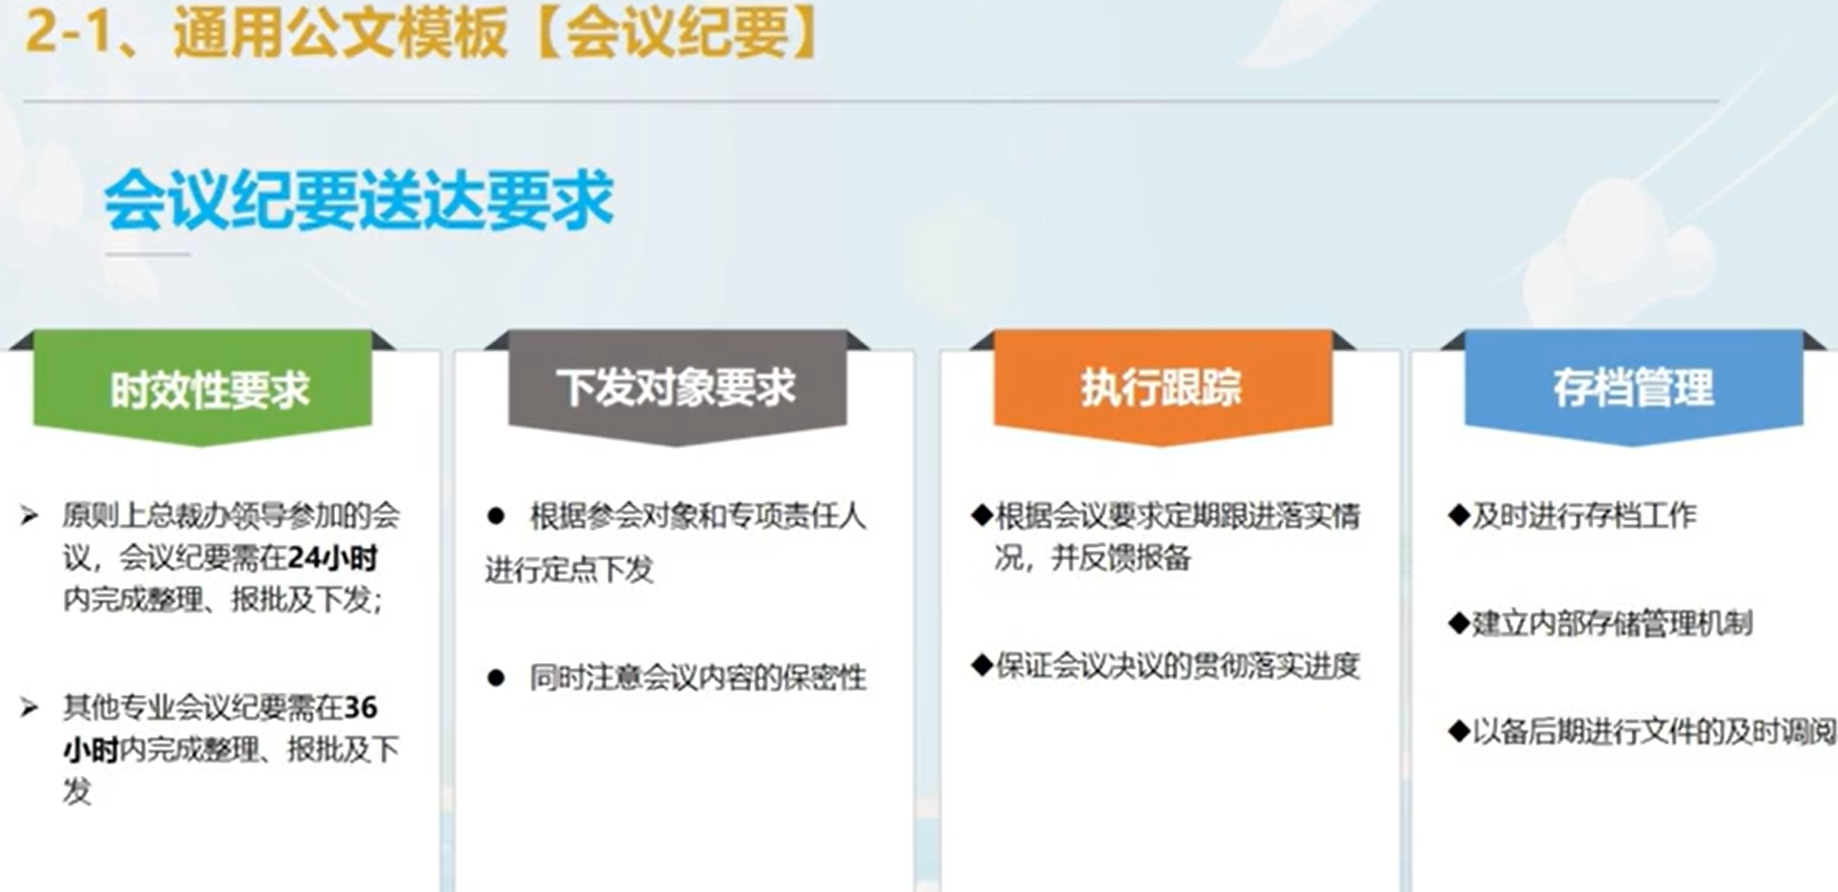 2-1、通用公文模板【会议纪要】
会议纪要送达要求
时效性要求
➢ 原则上总裁办领导参加的会
议，会议纪要需在24小时
内完成整理、报批及下发；
➢ 其他专业会议纪要需在36
小时内完成整理、报批及下
发
下发对象要求
● 根据参会对象和专项责任人
进行定点下发
● 同时注意会议内容的保密性
执行跟踪
◆根据会议要求定期跟进落实情
况，并反馈报备
◆保证会议决议的贯彻落实进度
存档管理
◆及时进行存档工作
◆建立内部存储管理机制
◆以备后期进行文件的及时调阅